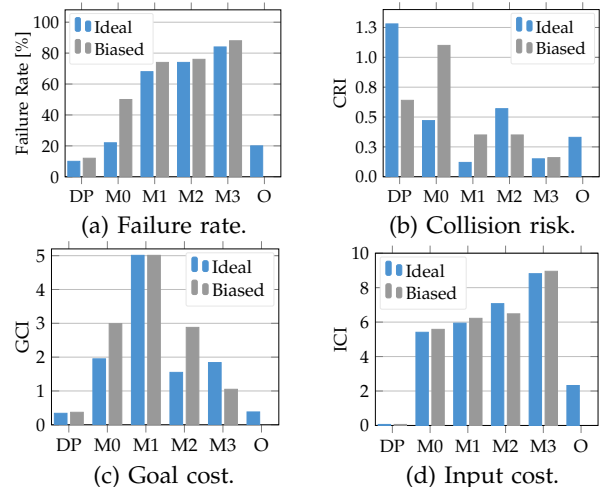 Failure Rate [%]
100
80
60
40
20
0
Ideal
Biased
DP M0 M1 M2 M3 O
(a) Failure rate.
CRI
1.3
1.0
0.8
0.5
0.3
0.0
Ideal
Biased
DP M0 M1 M2 M3 O
(b) Collision risk.
GCI
5
3
2
1
0
Ideal
Biased
DP M0 M1 M2 M3 O
(c) Goal cost.
ICI
10
8
6
4
2
0
Ideal
Biased
DP M0 M1 M2 M3 O
(d) Input cost.